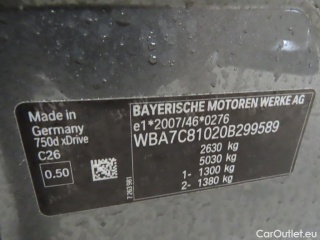 BAYERISCHE MOTOREN WERKE AG
e1*2007/46*0276
WBA7C81020B299589
2630 kg
5030 kg
1- 1300 kg
2- 1380 kg
Made in
Germany
750d xDrive
C26
0.50
CarOutlet.eu